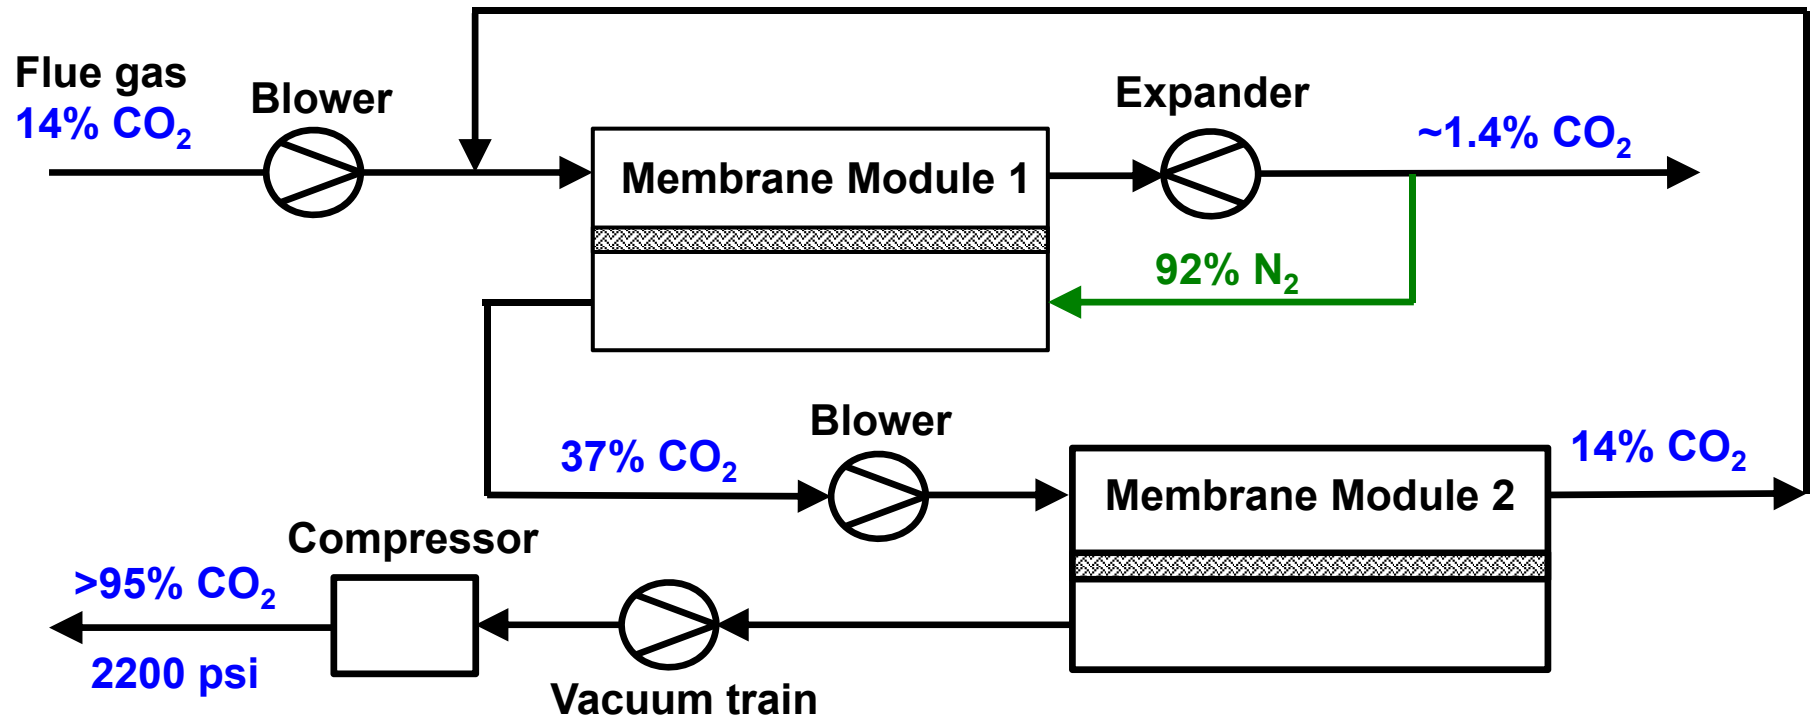 Flue gas
14% CO₂
Blower
Expander
~1.4% CO₂
Membrane Module 1
92% N₂
Blower
37% CO₂
14% CO₂
Membrane Module 2
Compressor
>95% CO₂
2200 psi
Vacuum train